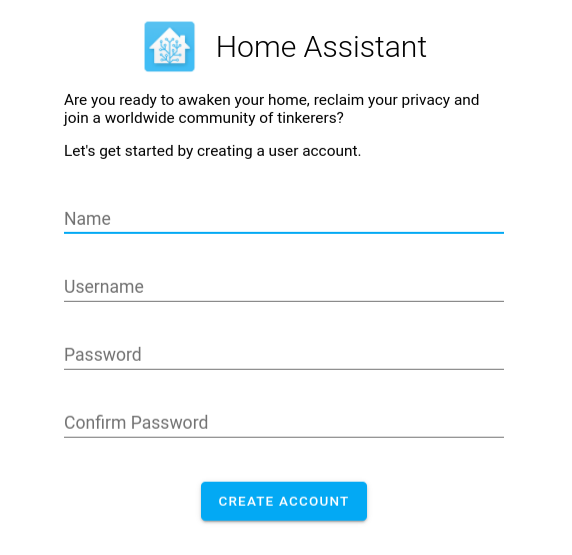 Home Assistant
Are you ready to awaken your home, reclaim your privacy and
join a worldwide community of tinkerers?
Let's get started by creating a user account.
Name
Username
Password
Confirm Password
CREATE ACCOUNT